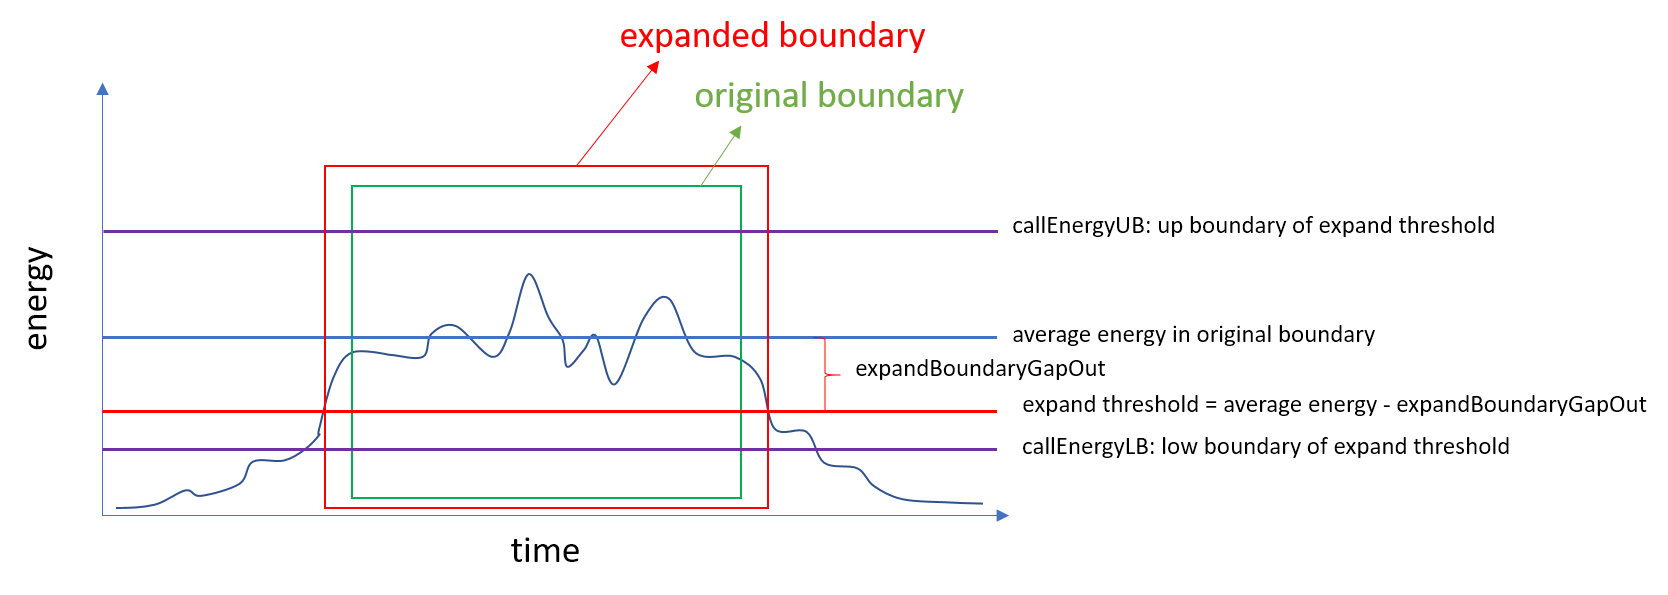 expanded boundary
original boundary
callEnergyUB: up boundary of expand threshold
energy
average energy in original boundary
expandBoundaryGapOut
expand threshold = average energy - expandBoundaryGapOut
callEnergyLB: low boundary of expand threshold
time